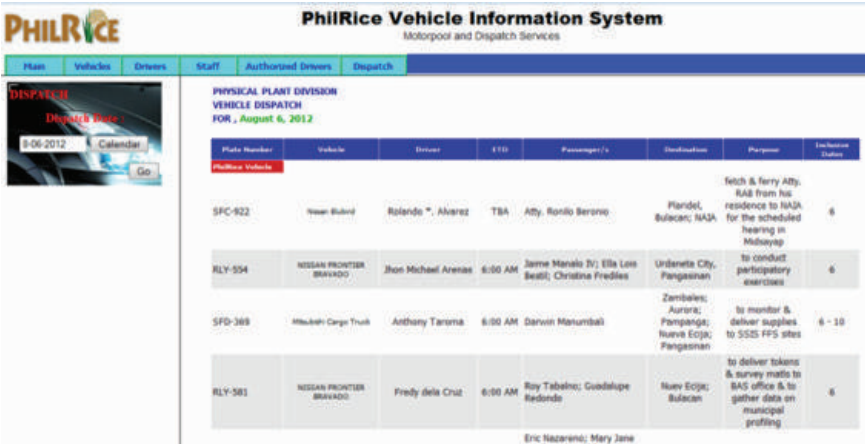 PHILRICE
PhilRice Vehicle Information System
Motorpool and Dispatch Services
Main Vehicles Drivers Staff Authorized Drivers Dispatch
DISPATCH
Dispatch Date
8-06-2012 Calendar
Go
PHYSICAL PLANT DIVISION
VEHICLE DISPATCH
FOR , August 6, 2012
Plate Number Vehicle Driver ETD Passenger/s Destination Purpose Inclusive Dates
PhilRice Vehicle
SFC-922 Nissan Bluebird Rolando *. Alvarez TBA Atty. Ronilo Beronio Plaridel, Bulacan; NAIA fetch & ferry Atty. RAB from his residence to NAIA for the scheduled hearing in Midsayap 6
RLY-554 NISSAN FRONTIER BRAVADO Jhon Michael Arenas 6:00 AM Jaime Manalo IV; Ella Lois Bestil; Christina Frediles Urdaneta City, Pangasinan to conduct participatory exercises 6
SFD-369 Mitsubishi Cargo Truck Anthony Taroma 6:00 AM Darwin Manumbali Zambales; Aurora; Pampanga; Nueva Ecija; Pangasinan to monitor & deliver supplies to SSIS FFS sites 6 - 10
RLY-581 NISSAN FRONTIER BRAVADO Fredy dela Cruz 6:00 AM Roy Tabalno; Guadalupe Redondo Nuev Ecija; Bulacan to deliver tokens & survey matls to BAS office & to gather data on municipal profiling 6
Eric Nazareno; Mary Jane